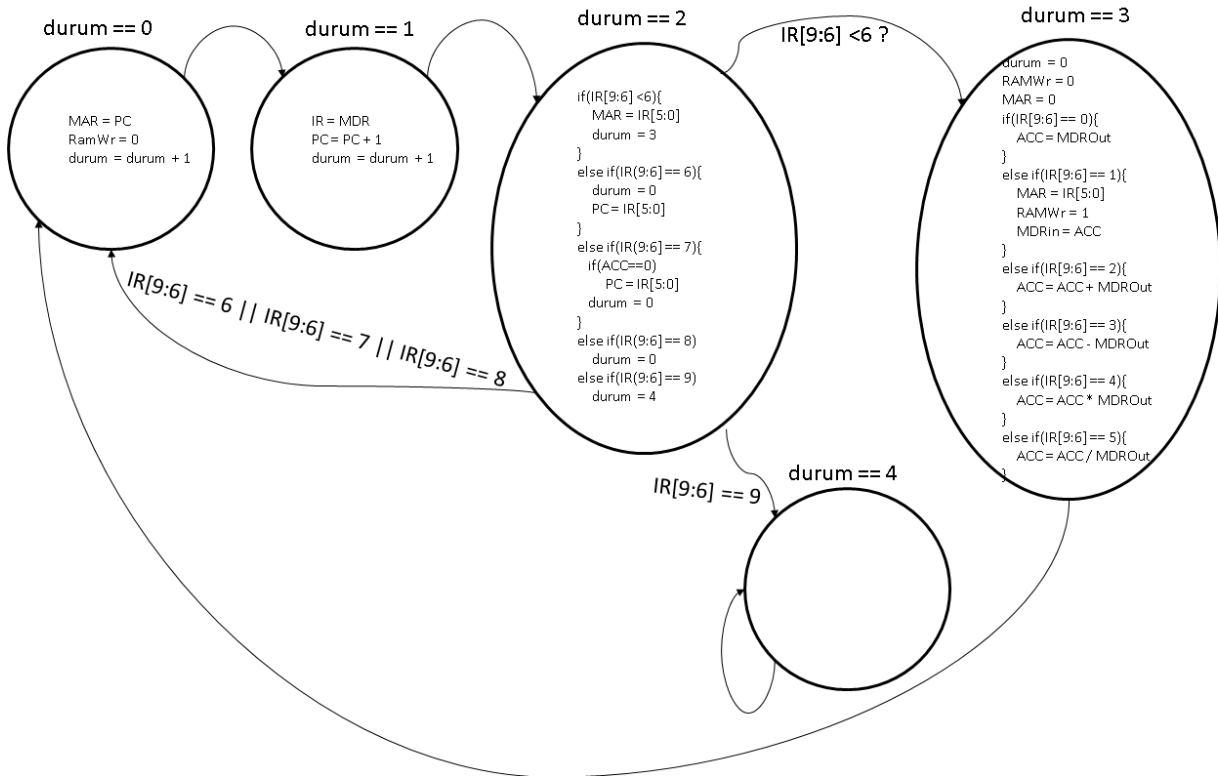 durum == 0
MAR = PC
RamWr = 0
durum = durum + 1
durum == 1
IR = MDR
PC = PC + 1
durum = durum + 1
durum == 2
if(IR[9:6] <6){
MAR = IR[5:0]
durum = 3
}
else if(IR(9:6] == 6){
durum = 0
PC = IR[5:0]
}
else if(IR(9:6] == 7){
if(ACC==0)
PC = IR[5:0]
durum = 0
}
else if(IR(9:6] == 8)
durum = 0
else if(IR(9:6] == 9)
durum = 4
IR[9:6] <6 ?
durum == 3
durum = 0
RAMWr = 0
MAR = 0
if(IR[9:6] == 0){
ACC = MDROut
}
else if(IR[9:6] == 1){
MAR = IR[5:0]
RAMWr = 1
MDRin = ACC
}
else if(IR[9:6] == 2){
ACC = ACC + MDROut
}
else if(IR[9:6] == 3){
ACC = ACC - MDROut
}
else if(IR[9:6] == 4){
ACC = ACC * MDROut
}
else if(IR[9:6] == 5){
ACC = ACC / MDROut
}
IR[9:6] == 6 || IR[9:6] == 7 || IR[9:6] == 8
IR[9:6] == 9
durum == 4